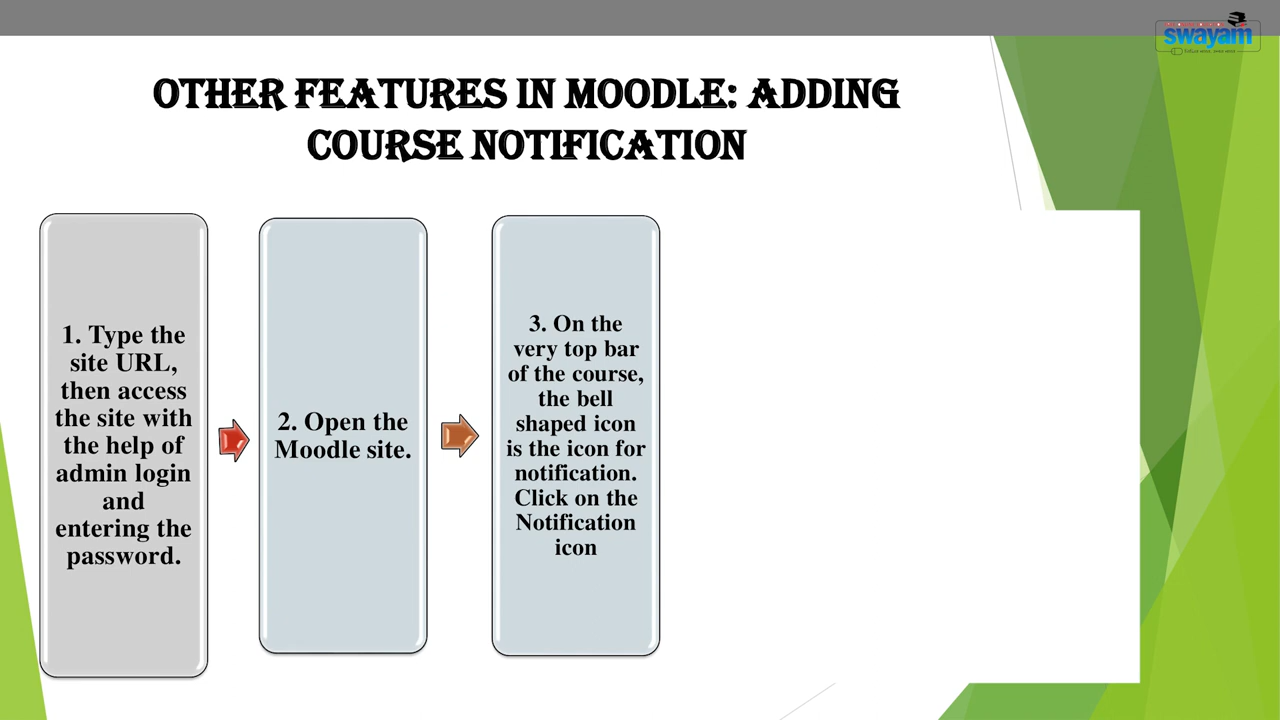 swayam
OTHER FEATURES IN MOODLE: ADDING
COURSE NOTIFICATION
1. Type the
site URL,
then access
the site with
the help of
admin login
and
entering the
password.
2. Open the
Moodle site.
3. On the
very top bar
of the course,
the bell
shaped icon
is the icon for
notification.
Click on the
Notification
icon